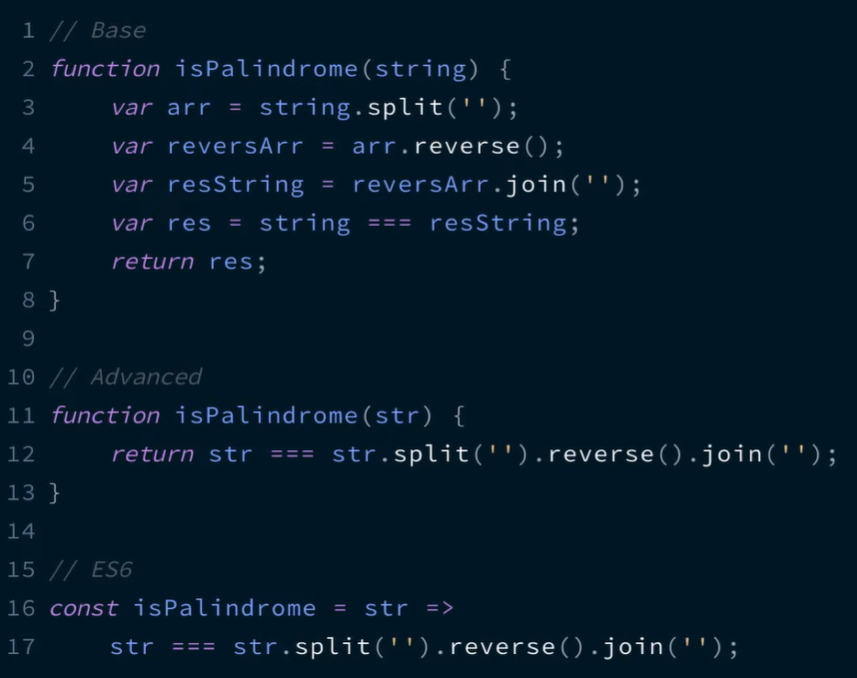 1 // Base
2 function isPalindrome(string) {
3     var arr = string.split('');
4     var reversArr = arr.reverse();
5     var resString = reversArr.join('');
6     var res = string === resString;
7     return res;
8 }
9
10 // Advanced
11 function isPalindrome(str) {
12     return str === str.split('').reverse().join('');
13 }
14
15 // ES6
16 const isPalindrome = str =>
17     str === str.split('').reverse().join('');